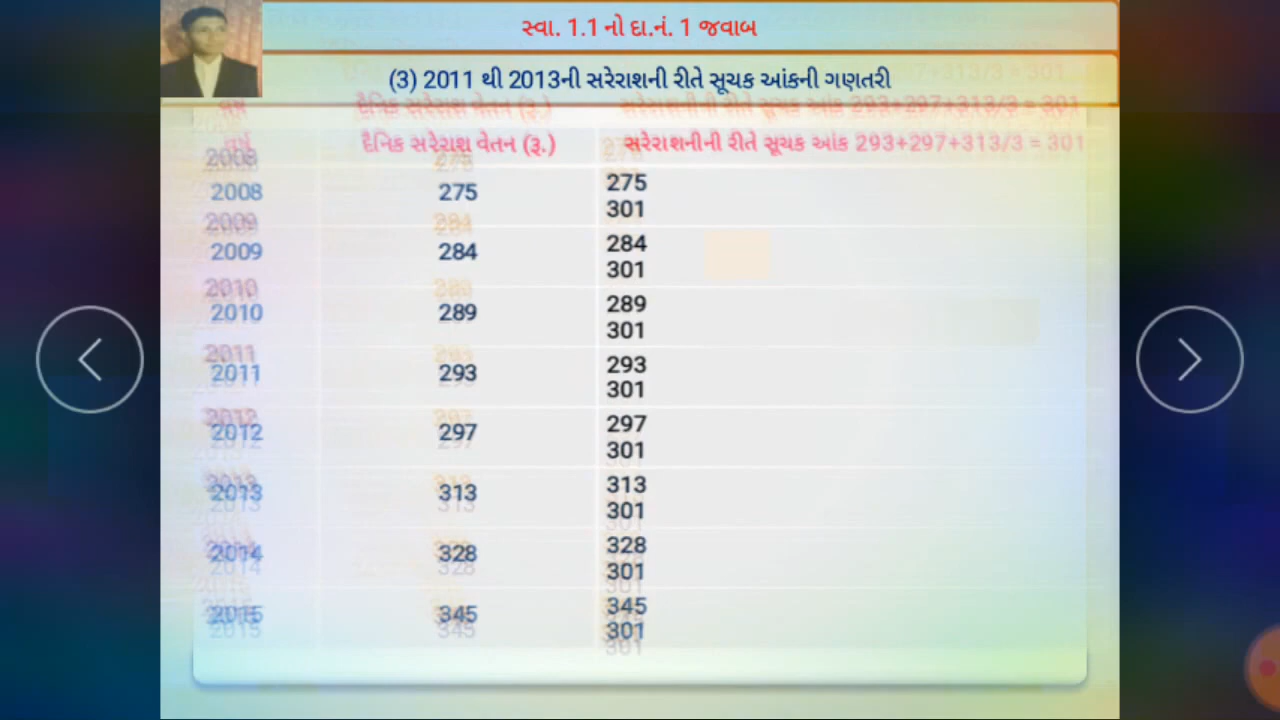 સ્વા. 1.1 નો દા.નં. 1 જવાબ
(3) 2011 થી 2013ની સરેરાશની રીતે સૂચક આંકની ગણતરી
વર્ષ દૈનિક સરેરાશ વેતન (રૂ.) સરેરાશનીની રીતે સૂચક આંક 293+297+313/3 = 301
2008 275 275
301
2009 284 284
301
2010 289 289
301
2011 293 293
301
2012 297 297
301
2013 313 313
301
2014 328 328
301
2015 345 345
301